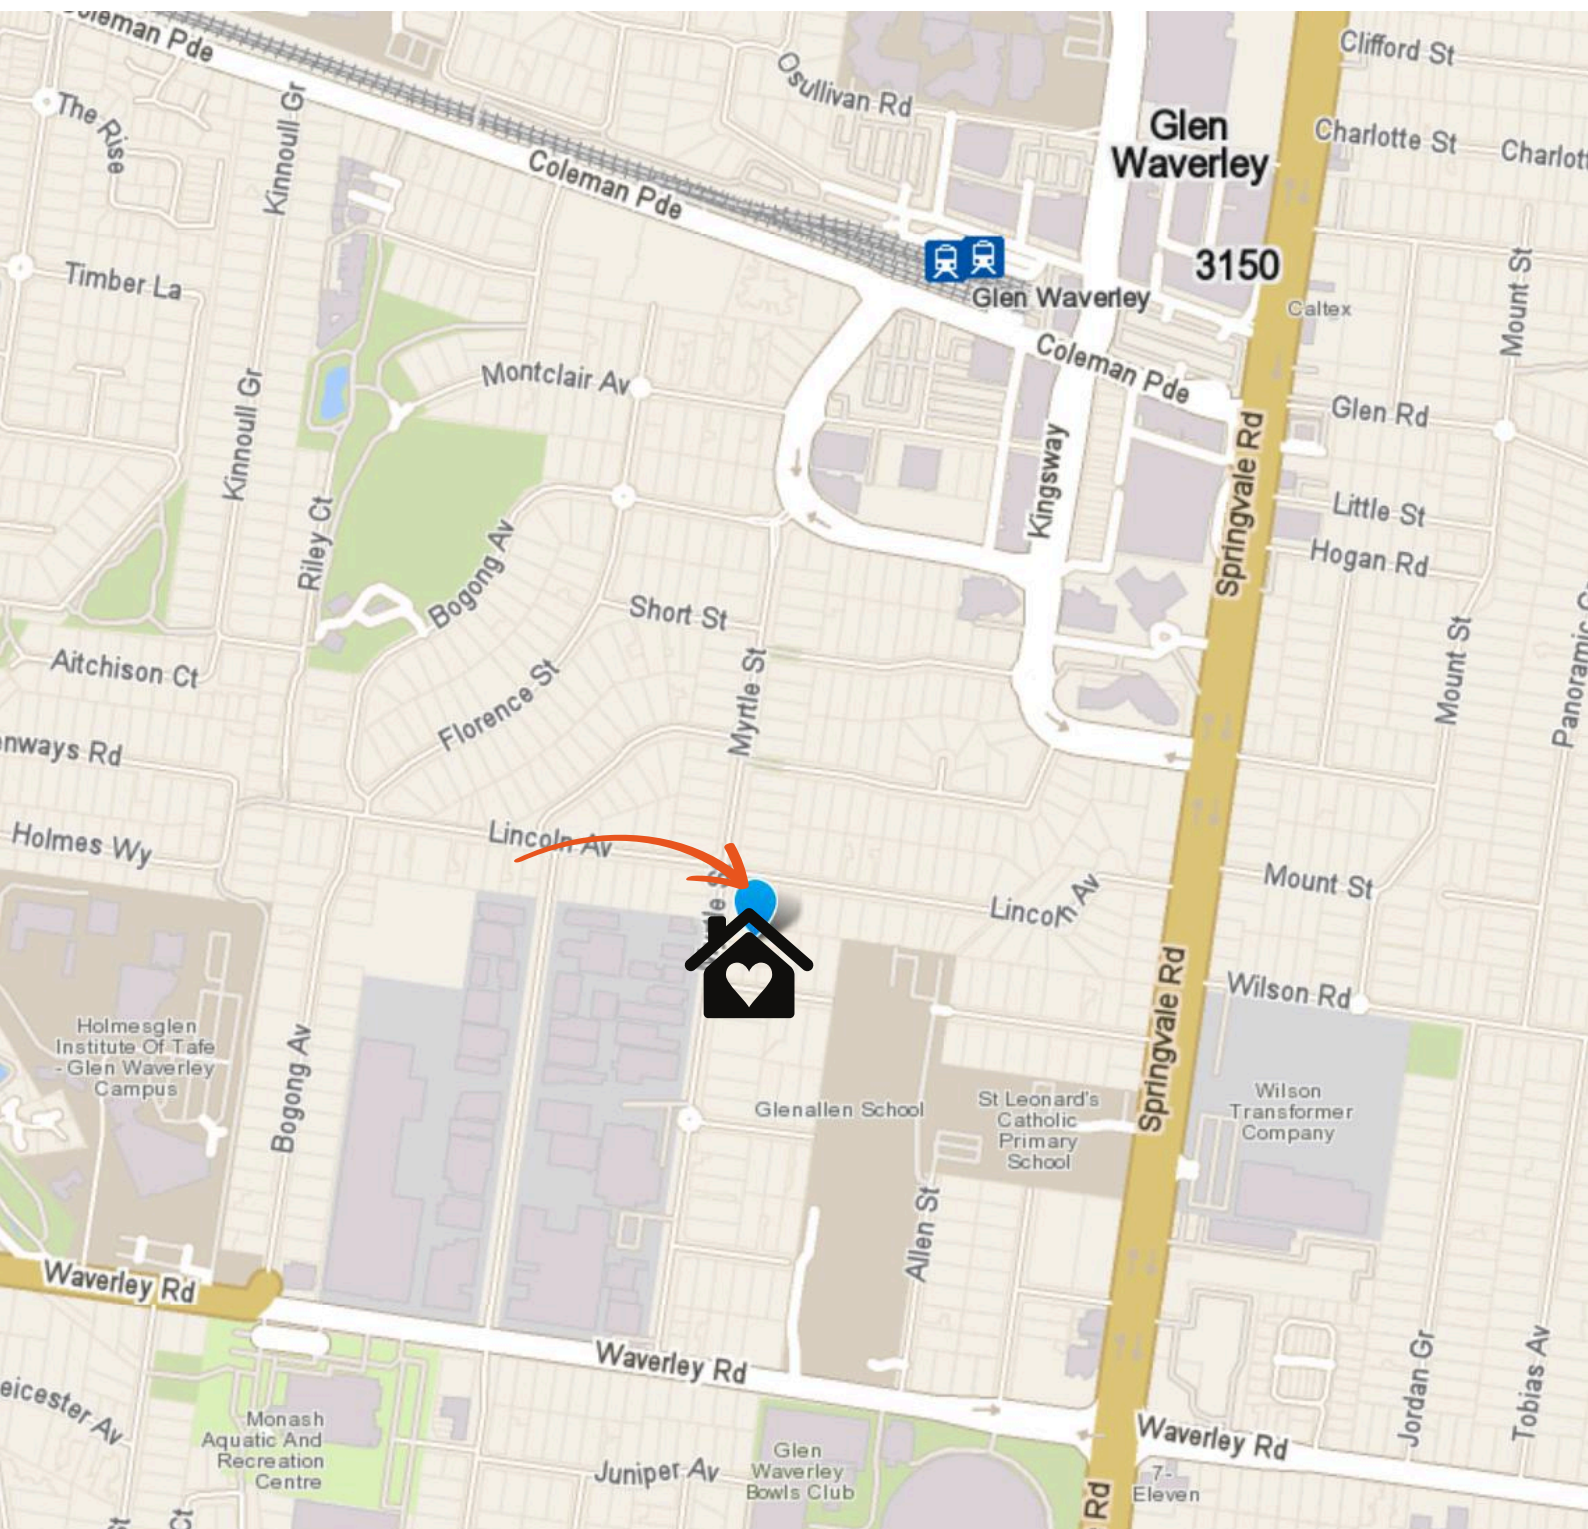 Coleman Pde
Clifford St
Osullivan Rd
The Rise
Kinnoull Gr
Glen
Waverley
Charlotte St
Coleman Pde
3150
Timber La
Mount St
Glen Waverley
Caltex
Coleman Pde
Montclair Av
Kinnoull Gr
Glen Rd
Springvale Rd
Kingsway
Little St
Riley Ct
Bogong Av
Hogan Rd
Short St
Aitchison Ct
Florence St
Myrtle St
Mount St
Panoramic
Rd
Holmes Wy
Lincoln Av
Lincoln Av
Mount St
Springvale Rd
Wilson Rd
Holmesglen
Institute Of Tafe
- Glen Waverley
Campus
Bogong Av
Glenallen School
St Leonard's
Catholic
Primary
School
Wilson
Transformer
Company
Allen St
Waverley Rd
Waverley Rd
Jordan Gr
Tobias Av
Monash
Aquatic And
Recreation
Centre
Waverley Rd
Juniper Av
Glen
Waverley
Bowls Club
7-
Eleven
Rd
Av
Ct